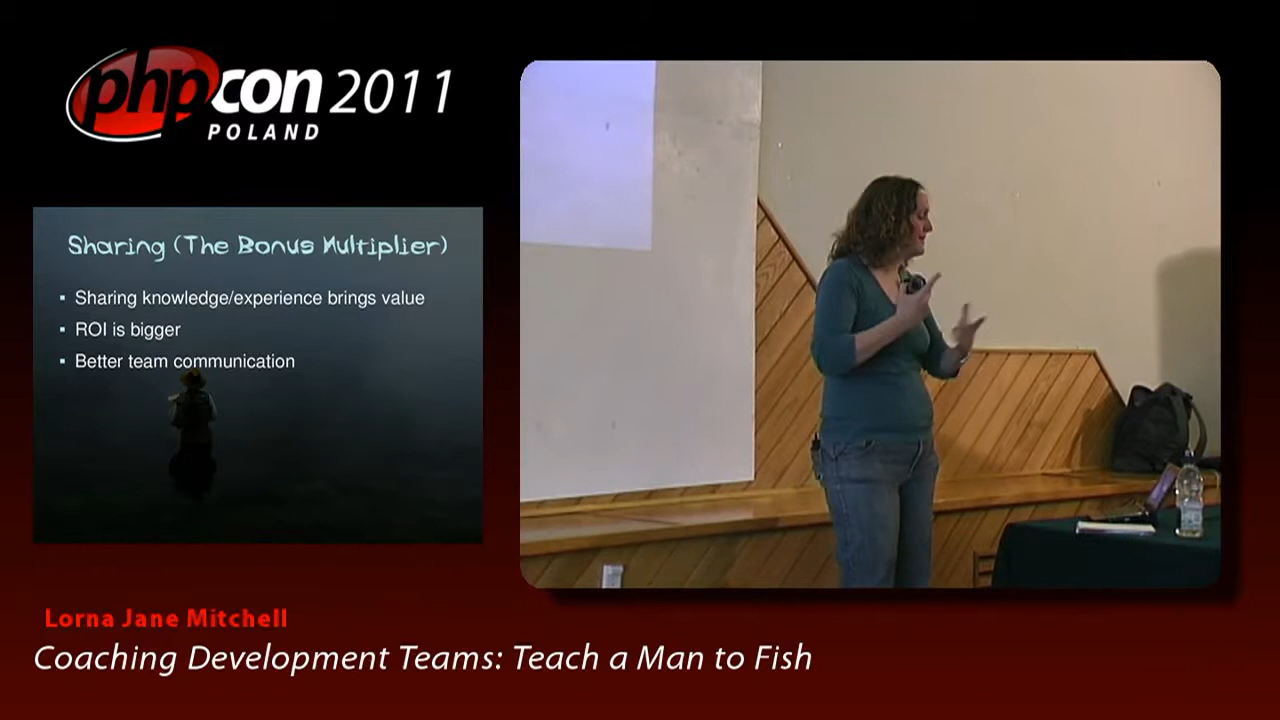 phpcon 2011
POLAND
Sharing (The Bonus Multiplier)
▪ Sharing knowledge/experience brings value
▪ ROI is bigger
▪ Better team communication
Lorna Jane Mitchell
Coaching Development Teams: Teach a Man to Fish